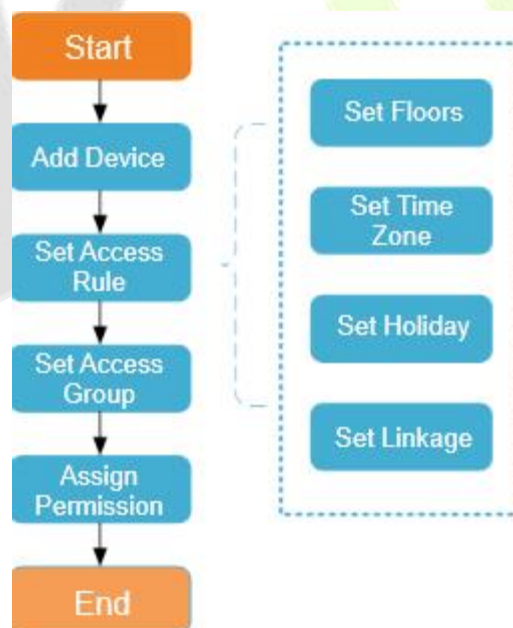 Start
Add Device
Set Access
Rule
Set Access
Group
Assign
Permission
End
Set Floors
Set Time
Zone
Set Holiday
Set Linkage